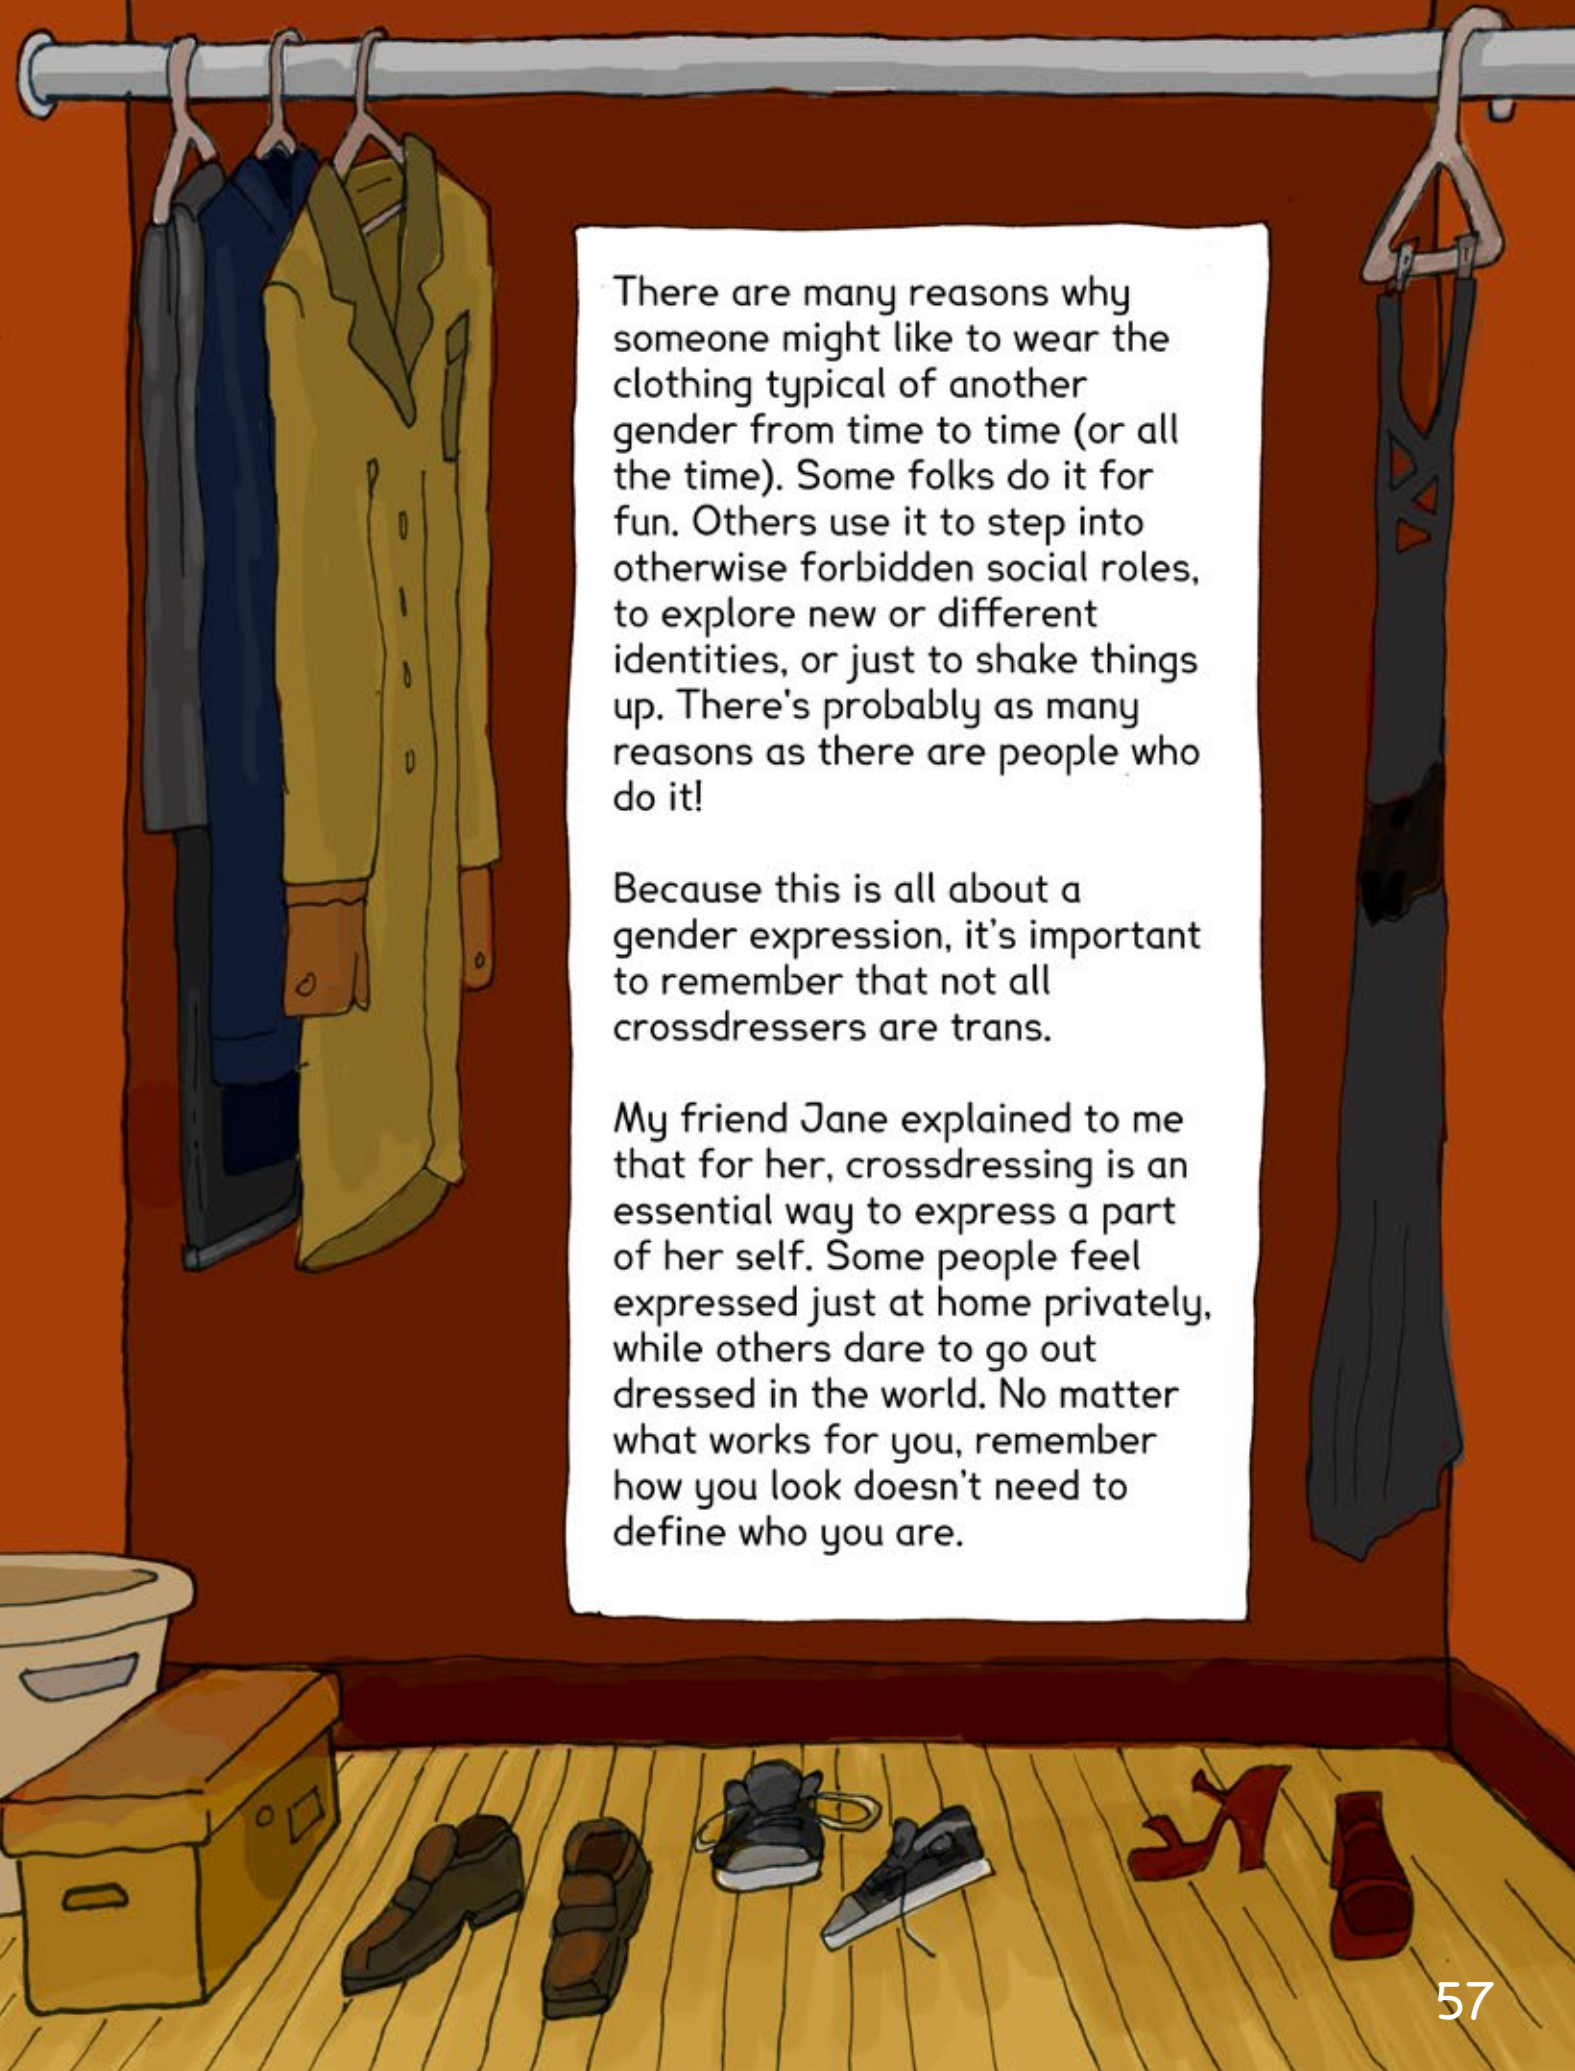 There are many reasons why
someone might like to wear the
clothing typical of another
gender from time to time (or all
the time). Some folks do it for
fun. Others use it to step into
otherwise forbidden social roles,
to explore new or different
identities, or just to shake things
up. There's probably as many
reasons as there are people who
do it!
Because this is all about a
gender expression, it's important
to remember that not all
crossdressers are trans.
My friend Jane explained to me
that for her, crossdressing is an
essential way to express a part
of her self. Some people feel
expressed just at home privately,
while others dare to go out
dressed in the world. No matter
what works for you, remember
how you look doesn't need to
define who you are.
57